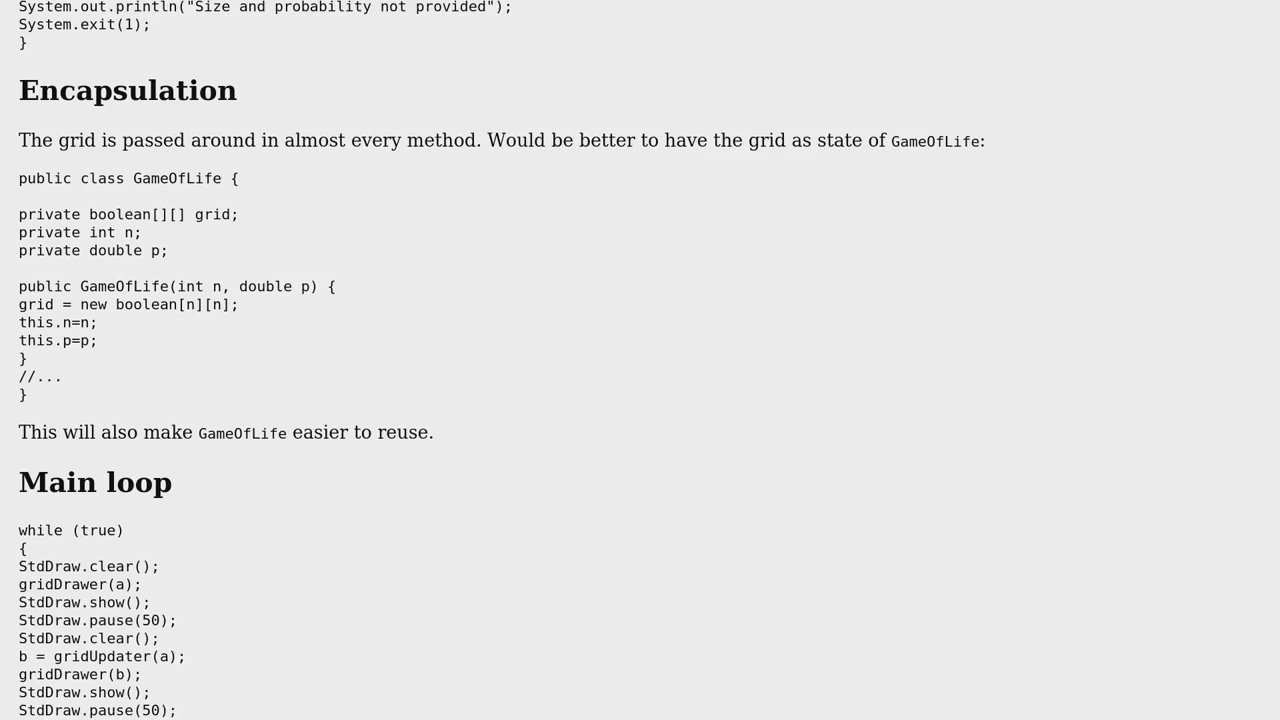 System.out.println("Size and probability not provided");
System.exit(1);
}
Encapsulation
The grid is passed around in almost every method. Would be better to have the grid as state of GameOfLife:
public class GameOfLife {
private boolean[][] grid;
private int n;
private double p;
public GameOfLife(int n, double p) {
grid = new boolean[n][n];
this.n=n;
this.p=p;
}
//...
}
This will also make GameOfLife easier to reuse.
Main loop
while (true)
{
StdDraw.clear();
gridDrawer(a);
StdDraw.show();
StdDraw.pause(50);
StdDraw.clear();
b = gridUpdater(a);
gridDrawer(b);
StdDraw.show();
StdDraw.pause(50);